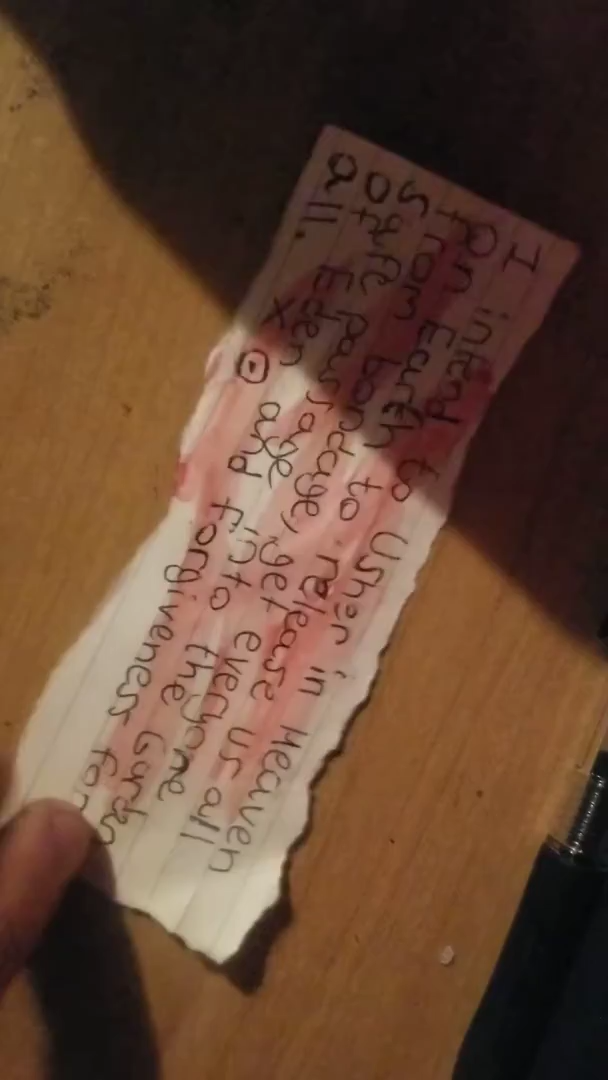 I intend to Usher in Heaven
On Earth to release us all
from bondage, get everyone
safe passage into the Garden
of Eden and forgiveness for
all. x ⊙